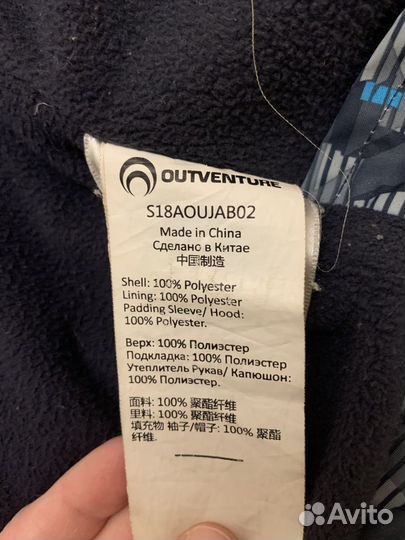 OUTVENTURE
S18AOUJAB02
Made in China
Сделано в Китае
中国制造
Shell: 100% Polyester
Lining: 100% Polyester
Padding Sleeve/ Hood:
100% Polyester.
Верх: 100% Полиэстер
Подкладка: 100% Полиэстер
Утеплитель Рукав/ Капюшон:
100% Полиэстер.
面料: 100% 聚酯纤维
里料: 100% 聚酯纤维
填充物 袖子/帽子: 100% 聚酯
纤维.
Avito